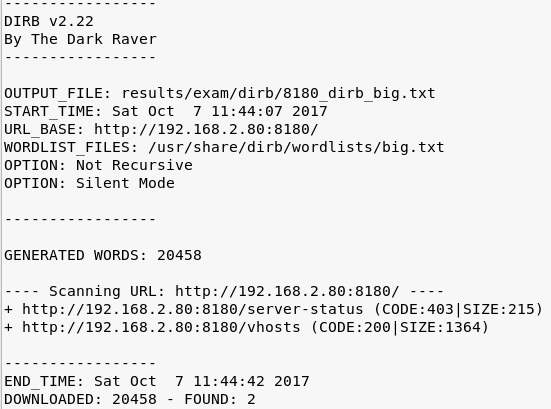 -----------------
DIRB v2.22
By The Dark Raver
-----------------
OUTPUT_FILE: results/exam/dirb/8180_dirb_big.txt
START_TIME: Sat Oct  7 11:44:07 2017
URL_BASE: http://192.168.2.80:8180/
WORDLIST_FILES: /usr/share/dirb/wordlists/big.txt
OPTION: Not Recursive
OPTION: Silent Mode
-----------------
GENERATED WORDS: 20458
---- Scanning URL: http://192.168.2.80:8180/ ----
+ http://192.168.2.80:8180/server-status (CODE:403|SIZE:215)
+ http://192.168.2.80:8180/vhosts (CODE:200|SIZE:1364)
-----------------
END_TIME: Sat Oct  7 11:44:42 2017
DOWNLOADED: 20458 - FOUND: 2